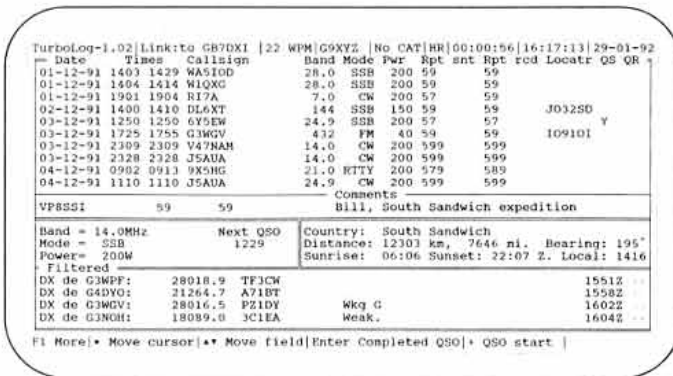 TurboLog-1.02|Link:to GB7DXI |22 WPM|G9XYZ |No CAT|HR|00:00:56|16:17:13|29-01-92
Date Times Callsign Band Mode Pwr Rpt snt Rpt rcd Locatr QS QR
01-12-91 1403 1429 WA5IOD 28.0 SSB 200 59 59
01-12-91 1404 1414 W1QXG 28.0 SSB 200 59 59
01-12-91 1901 1904 RI7A 7.0 CW 200 57 59
02-12-91 1400 1410 DL6XT 144 SSB 150 59 59 JO32SD
03-12-91 1250 1250 6Y5EW 24.9 SSB 200 57 57 Y
03-12-91 1725 1755 G3WGV 432 FM 40 59 59 IO91OI
03-12-91 2309 2309 V47NAM 14.0 CW 200 599 599
03-12-91 2328 2328 J5AUA 14.0 CW 200 599 599
04-12-91 0902 0913 9X5HG 21.0 RTTY 200 579 589
04-12-91 1110 1110 J5AUA 24.9 CW 200 599 599
Comments
VP8SSI 59 59 Bill, South Sandwich expedition
Band = 14.0MHz Next QSO Country: South Sandwich
Mode = SSB 1229 Distance: 12303 km, 7646 mi. Bearing: 195°
Power= 200W Sunrise: 06:06 Sunset: 22:07 Z. Local: 1416
Filtered
DX de G3WPF: 28018.9 TF3CW 1551Z
DX de G4DYO: 21264.7 A71BT 1558Z
DX de G3WGV: 28016.5 PZ1DY Wkg G 1602Z
DX de G3NOH: 18089.0 3C1EA Weak. 1604Z
F1 More| Move cursor| Move field|Enter Completed QSO|+ QSO start |